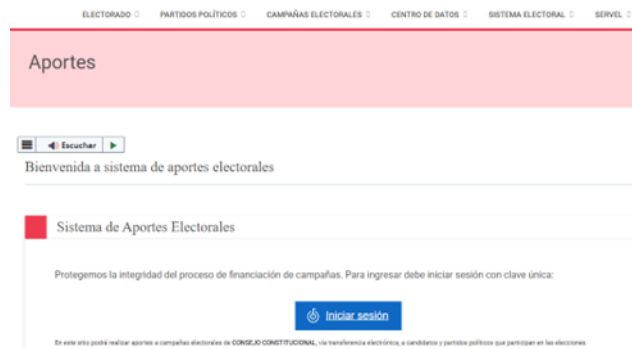 ELECTORADO PARTIDOS POLÍTICOS CAMPAÑAS ELECTORALES CENTRO DE DATOS SISTEMA ELECTORAL SERVEL
Aportes
Escuchar
Bienvenida a sistema de aportes electorales
Sistema de Aportes Electorales
Protegemos la integridad del proceso de financiación de campañas. Para ingresar debe iniciar sesión con clave única:
Iniciar sesión
En este sitio podrá realizar aportes a campañas electorales de CONSEJO CONSTITUCIONAL, vía transferencia electrónica, a candidatos y partidos políticos que participan en las elecciones.